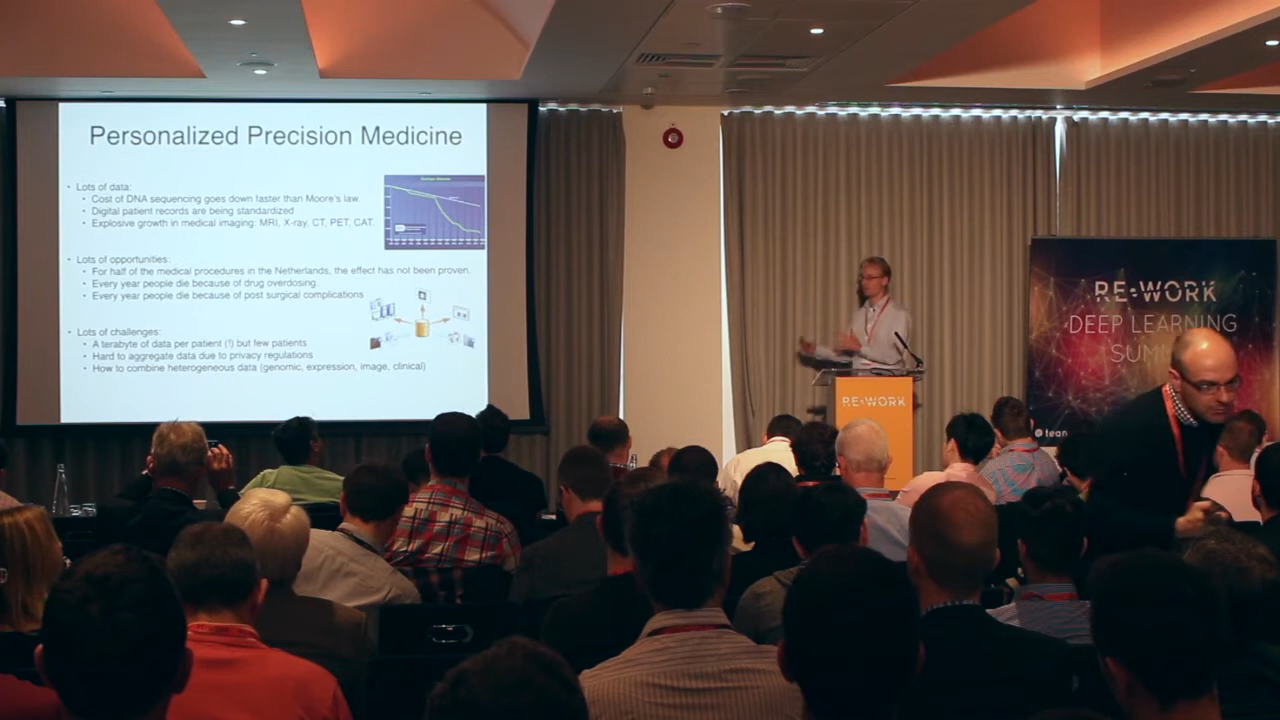 Personalized Precision Medicine
• Lots of data:
• Cost of DNA sequencing goes down faster than Moore's law.
• Digital patient records are being standardized
• Explosive growth in medical imaging: MRI, X-ray, CT, PET, CAT.
• Lots of opportunities:
• For half of the medical procedures in the Netherlands, the effect has not been proven.
• Every year people die because of drug overdosing.
• Every year people die because of post surgical complications
• Lots of challenges:
• A terabyte of data per patient (!) but few patients
• Hard to aggregate data due to privacy regulations
• How to combine heterogeneous data (genomic, expression, image, clinical)
RE•WORK
RE•WORK
DEEP LEARNING
SUMM
@ team